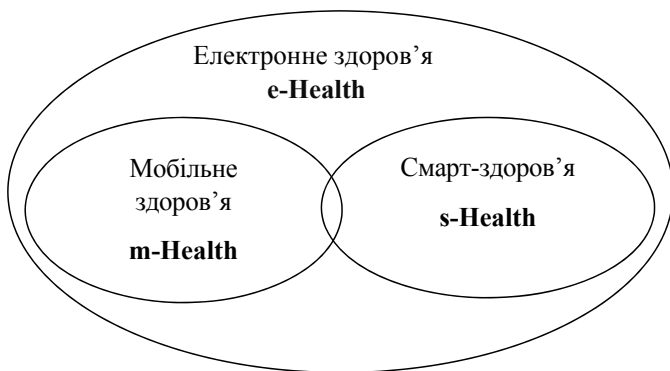 Електронне здоров’я
e-Health
Мобільне
здоров’я
m-Health
Смарт-здоров’я
s-Health